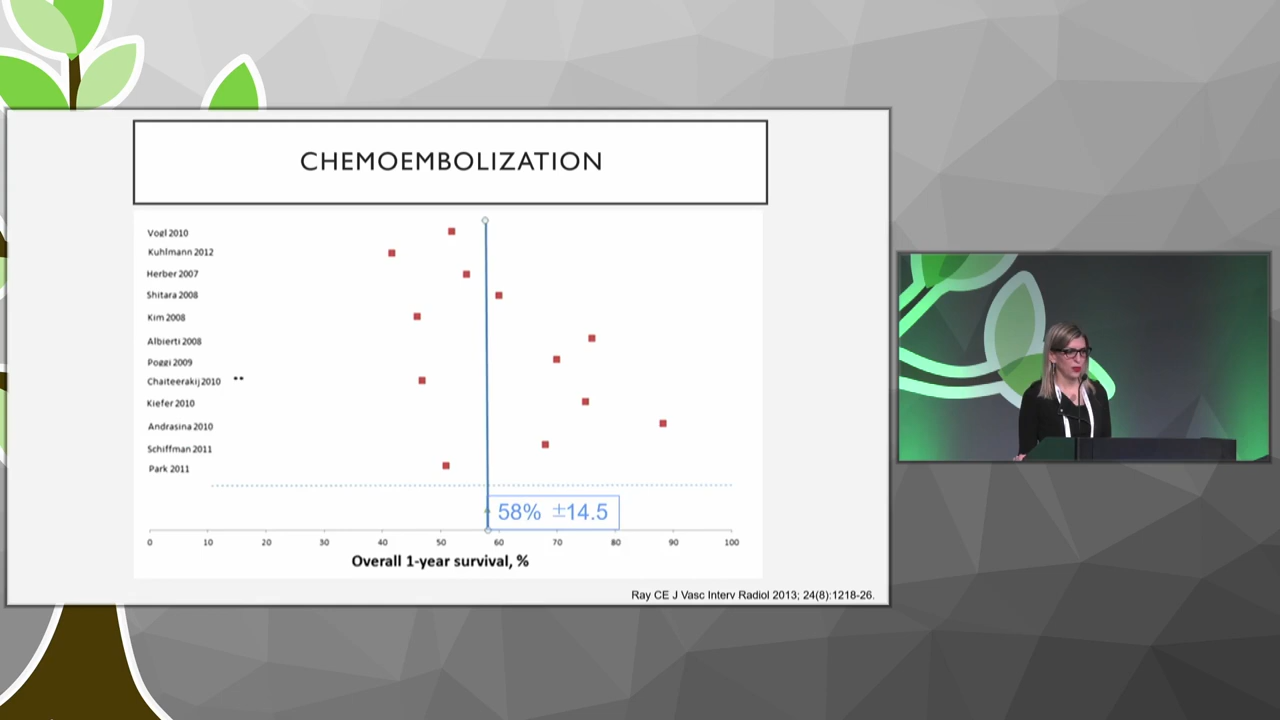 CHEMOEMBOLIZATION
Vogl 2010
Kuhlmann 2012
Herber 2007
Shitara 2008
Kim 2008
Albierti 2008
Poggi 2009
Chaiteerakij 2010 **
Kiefer 2010
Andrasina 2010
Schiffman 2011
Park 2011
58% ±14.5
0 10 20 30 40 50 60 70 80 90 100
Overall 1-year survival, %
Ray CE J Vasc Interv Radiol 2013; 24(8):1218-26.